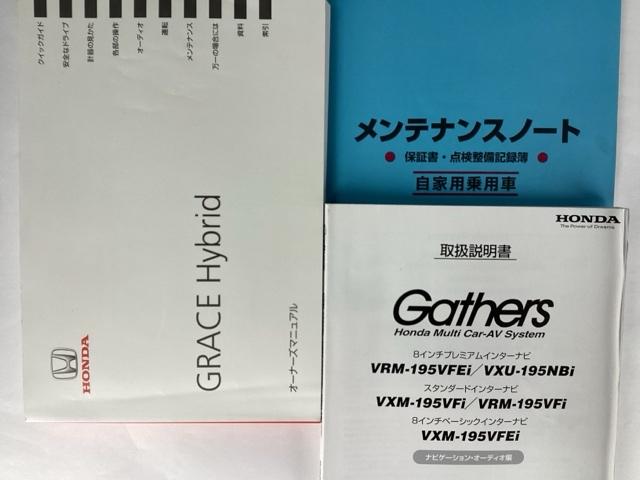 クイックガイド
安全なドライブ
計器の見かた
各部の操作
オーディオ
運転
メンテナンス
万一の場合には
資料
索引
GRACE Hybrid
オーナーズマニュアル
HONDA
メンテナンスノート
● 保証書・点検整備記録簿 ●
自家用乗用車
HONDA
The Power of Dreams
取扱説明書
Gathers
Honda Multi Car-AV System
8インチプレミアムインターナビ
VRM-195VFEi／VXU-195NBi
スタンダードインターナビ
VXM-195VFi／VRM-195VFi
8インチベーシックインターナビ
VXM-195VFEi
ナビゲーション・オーディオ編